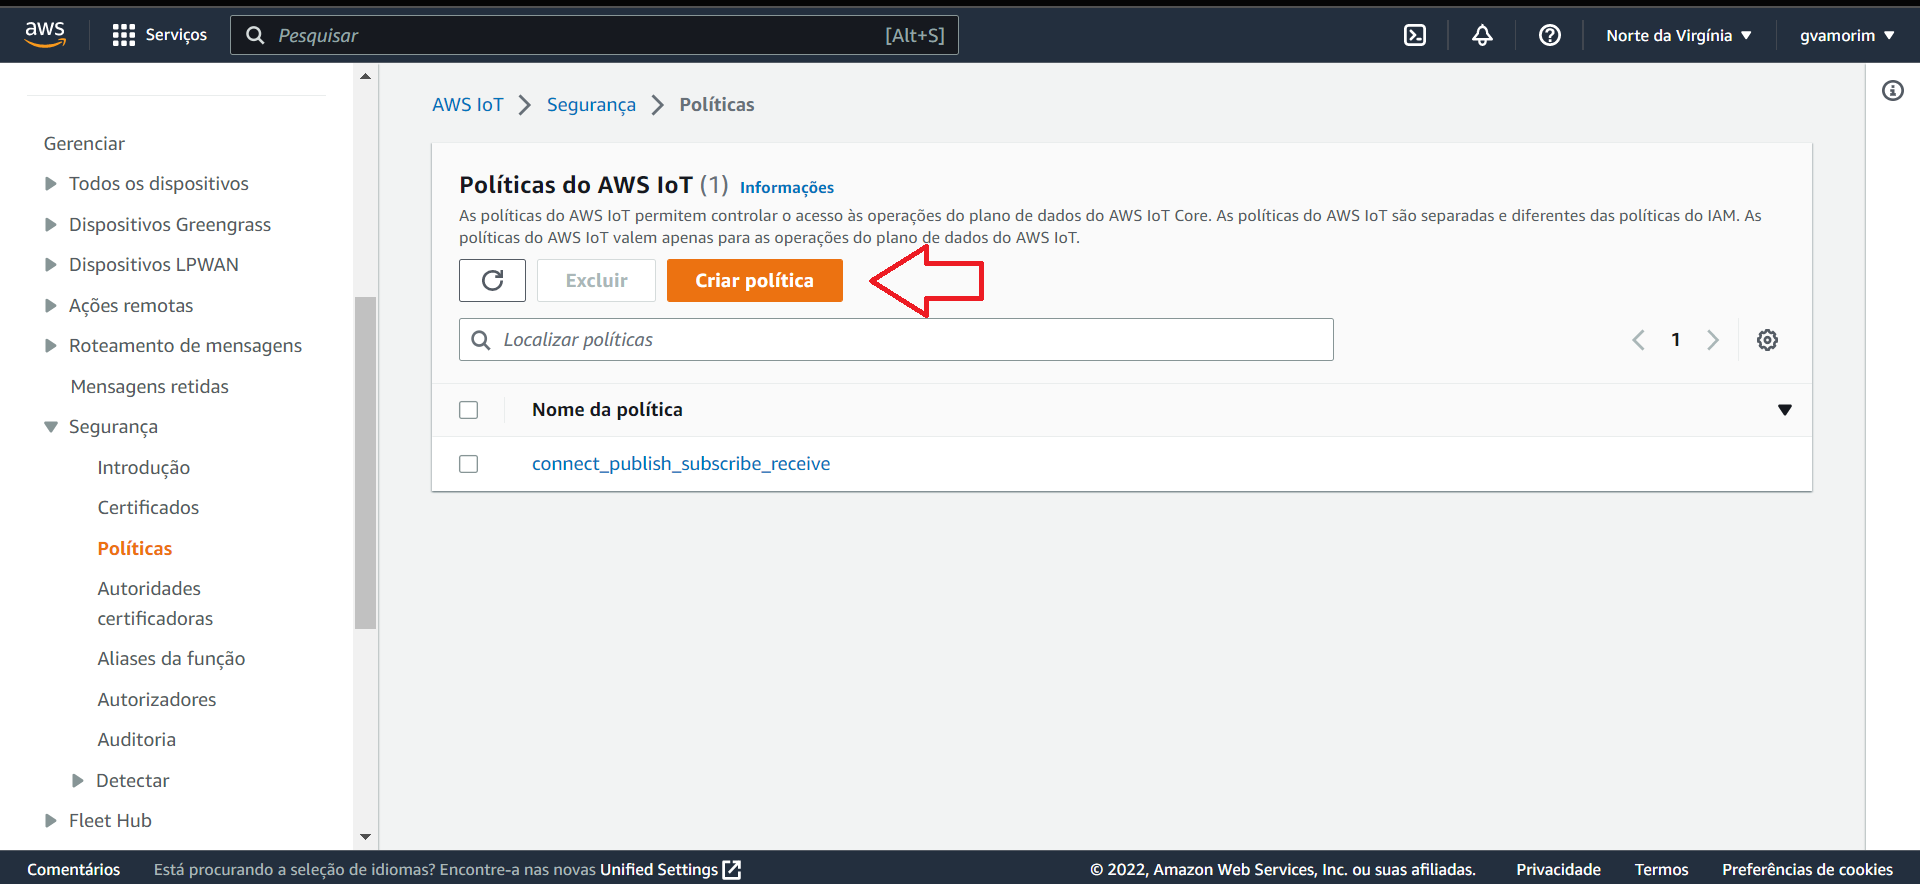 aws
Serviços
Pesquisar
[Alt+S]
Norte da Virgínia
gvamorim
Gerenciar
Todos os dispositivos
Dispositivos Greengrass
Dispositivos LPWAN
Ações remotas
Roteamento de mensagens
Mensagens retidas
Segurança
Introdução
Certificados
Políticas
Autoridades
certificadoras
Aliases da função
Autorizadores
Auditoria
Detectar
Fleet Hub
AWS IoT
Segurança
Políticas
Políticas do AWS IoT (1) Informações
As políticas do AWS IoT permitem controlar o acesso às operações do plano de dados do AWS IoT Core. As políticas do AWS IoT são separadas e diferentes das políticas do IAM. As
políticas do AWS IoT valem apenas para as operações do plano de dados do AWS IoT.
Excluir
Criar política
Localizar políticas
1
Nome da política
connect_publish_subscribe_receive
Comentários
Está procurando a seleção de idiomas? Encontre-a nas novas Unified Settings
© 2022, Amazon Web Services, Inc. ou suas afiliadas.
Privacidade
Termos
Preferências de cookies